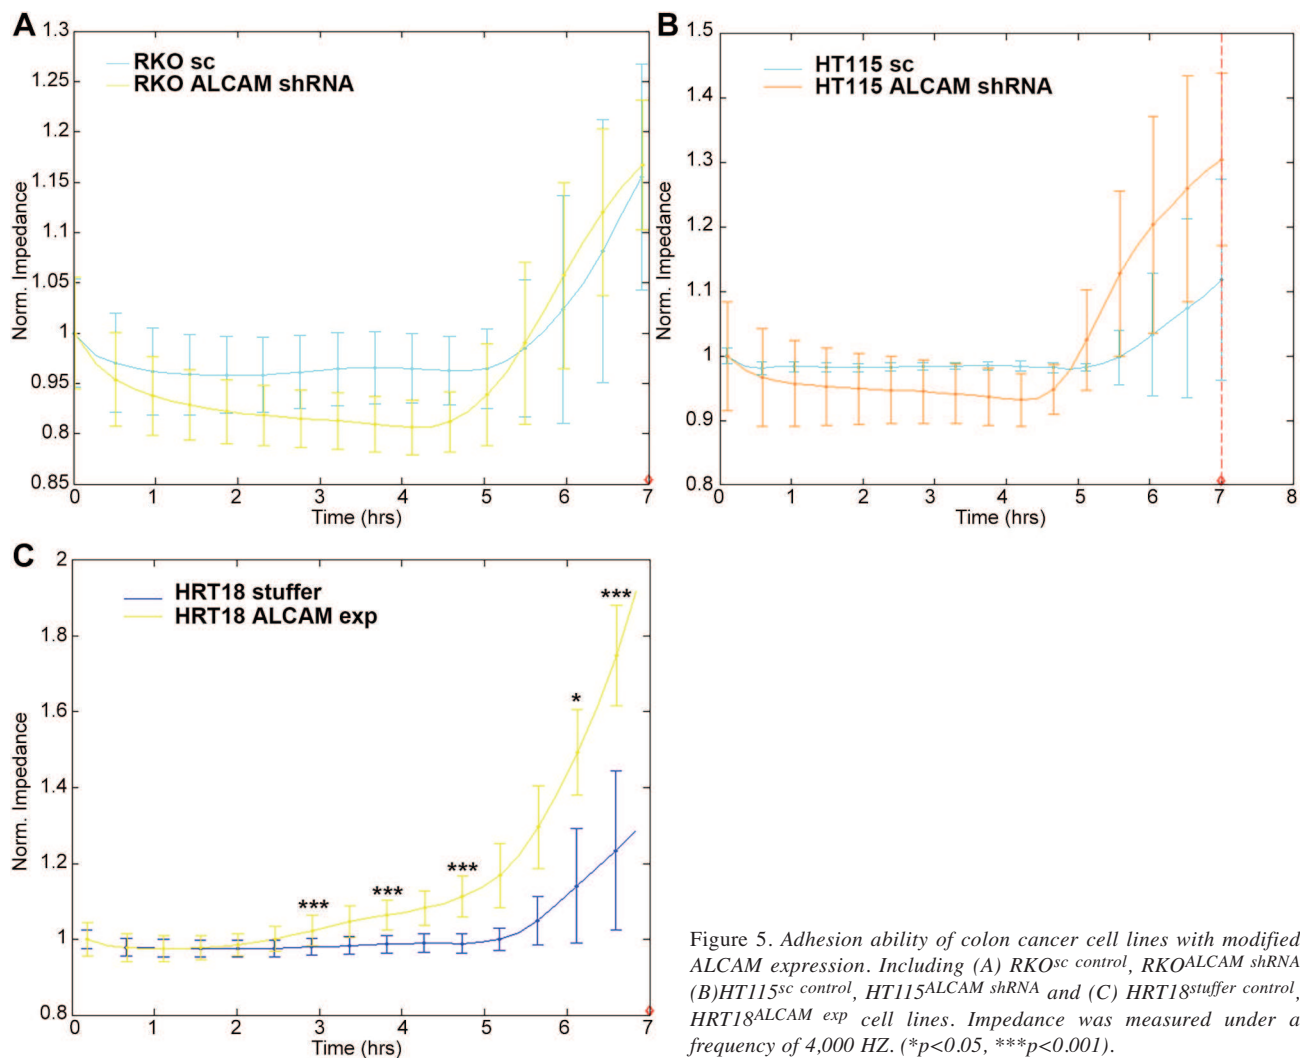 A
1.3
1.25
1.2
1.15
1.1
1.05
1
0.95
0.8
0.85
Norm. Impedance
RKO sc
RKO ALCAM shRNA
0 1 2 3 4 5 6 7
Time (hrs)
B
1.5
1.4
1.3
1.2
1.1
1
0.9
0.8
Norm. Impedance
HT115 sc
HT115 ALCAM shRNA
0 1 2 3 4 5 6 7 8
Time (hrs)
C
2
1.8
1.6
1.4
1.2
1
0.8
Norm. Impedance
HRT18 stuffer
HRT18 ALCAM exp
*** *** *** * ***
0 1 2 3 4 5 6 7
Time (hrs)
Figure 5. Adhesion ability of colon cancer cell lines with modified
ALCAM expression. Including (A) RKOsc control, RKOALCAM shRNA
(B)HT115sc control, HT115ALCAM shRNA and (C) HRT18stuffer control,
HRT18ALCAM exp cell lines. Impedance was measured under a
frequency of 4,000 HZ. (*p<0.05, ***p<0.001).